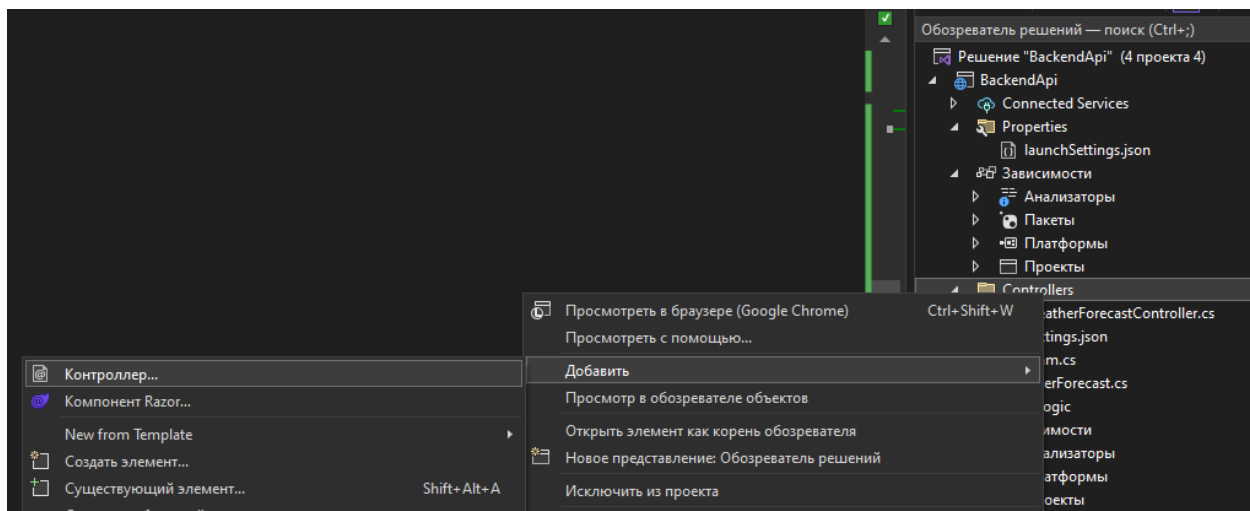 Обозреватель решений — поиск (Ctrl+;)
Решение "BackendApi" (4 проекта 4)
BackendApi
Connected Services
Properties
launchSettings.json
Зависимости
Анализаторы
Пакеты
Платформы
Проекты
Controllers
Просмотреть в браузере (Google Chrome) Ctrl+Shift+W
Просмотреть с помощью...
Добавить
Просмотр в обозревателе объектов
Открыть элемент как корень обозревателя
Новое представление: Обозреватель решений
Исключить из проекта
Контроллер...
Компонент Razor...
New from Template
Создать элемент...
Существующий элемент... Shift+Alt+A
eatherForecastController.cs
tings.json
m.cs
erForecast.cs
ogic
имости
ализаторы
атформы
оекты